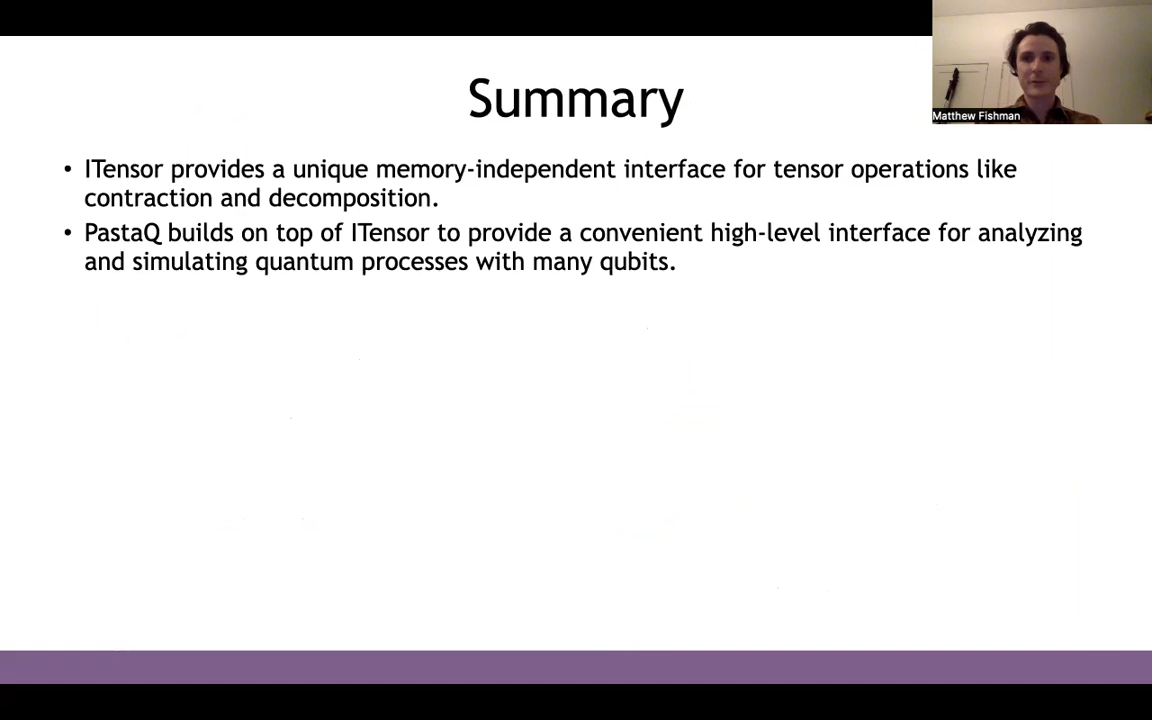 Summary
Matthew Fishman
• ITensor provides a unique memory-independent interface for tensor operations like
contraction and decomposition.
• PastaQ builds on top of ITensor to provide a convenient high-level interface for analyzing
and simulating quantum processes with many qubits.